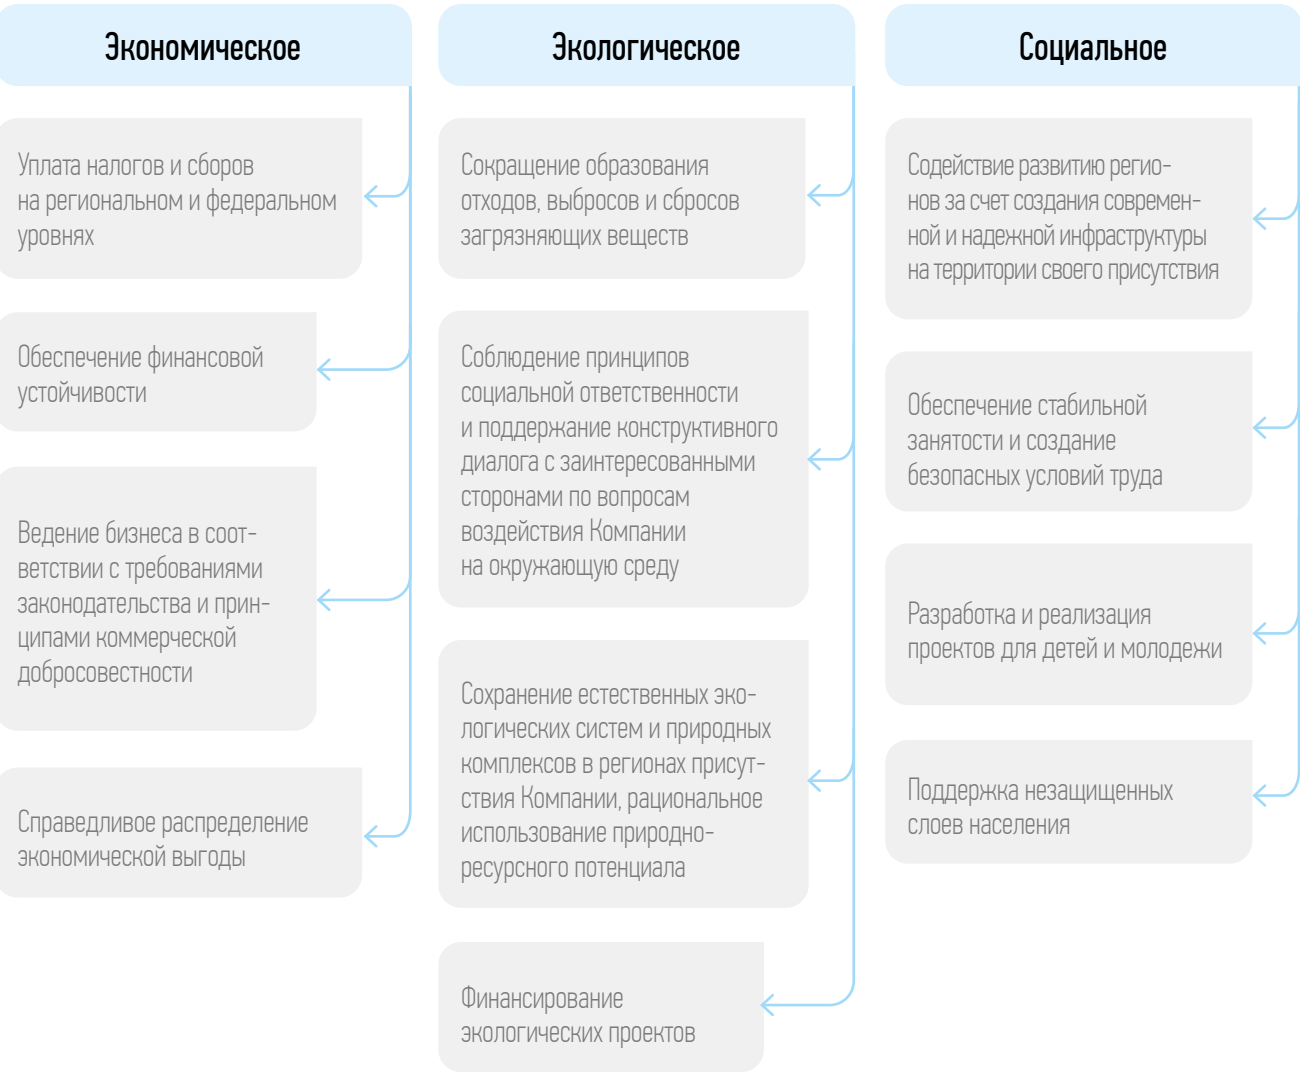 Экономическое
Уплата налогов и сборов
на региональном и федеральном
уровнях
Обеспечение финансовой
устойчивости
Ведение бизнеса в соот-
ветствии с требованиями
законодательства и прин-
ципами коммерческой
добросовестности
Справедливое распределение
экономической выгоды
Экологическое
Сокращение образования
отходов, выбросов и сбросов
загрязняющих веществ
Соблюдение принципов
социальной ответственности
и поддержание конструктивного
диалога с заинтересованными
сторонами по вопросам
воздействия Компании
на окружающую среду
Сохранение естественных эко-
логических систем и природных
комплексов в регионах присут-
ствия Компании, рациональное
использование природно-
ресурсного потенциала
Финансирование
экологических проектов
Социальное
Содействие развитию регио-
нов за счет создания современ-
ной и надежной инфраструктуры
на территории своего присутствия
Обеспечение стабильной
занятости и создание
безопасных условий труда
Разработка и реализация
проектов для детей и молодежи
Поддержка незащищенных
слоев населения